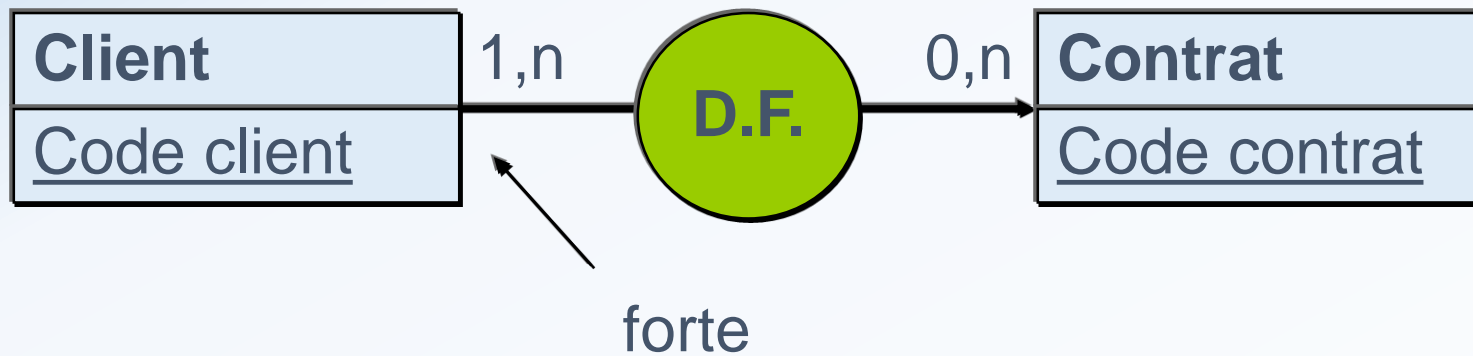 Client
1,n
D.F.
0,n
Contrat
Code client
Code contrat
forte